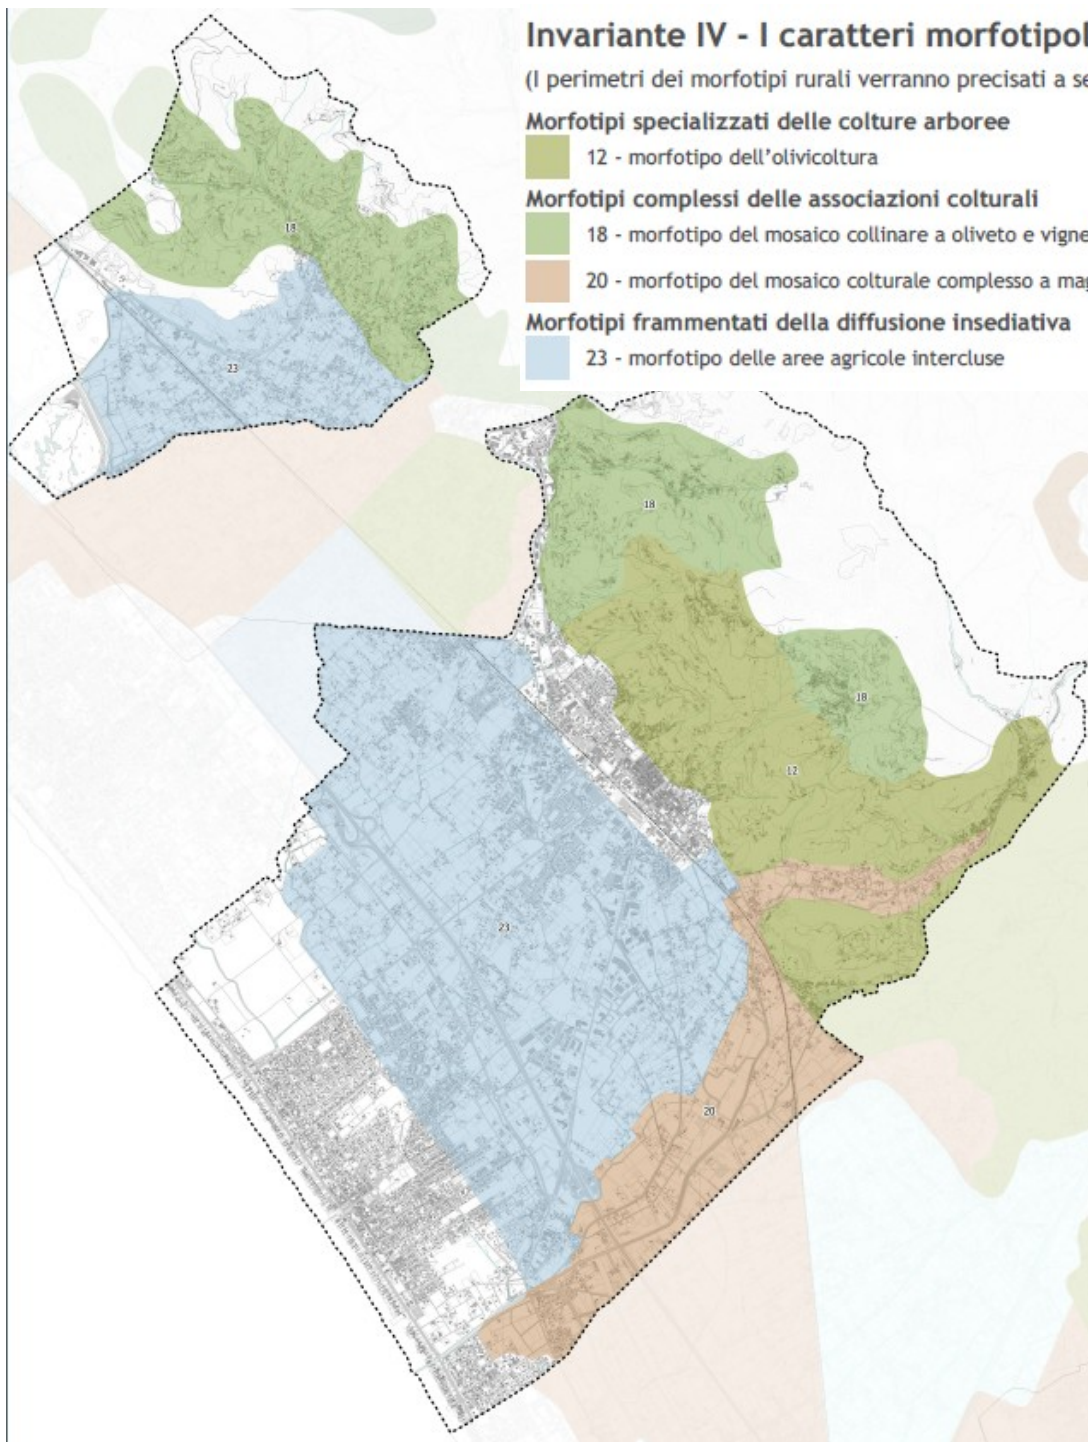 Invariante IV - I caratteri morfotipol
(I perimetri dei morfotipi rurali verranno precisati a se
Morfotipi specializzati delle colture arboree
12 - morfotipo dell'olivicoltura
Morfotipi complessi delle associazioni colturali
18 - morfotipo del mosaico collinare a oliveto e vigne
20 - morfotipo del mosaico colturale complesso a mag
Morfotipi frammentati della diffusione insediativa
23 - morfotipo delle aree agricole intercluse
18
23
18
18
12
23
20